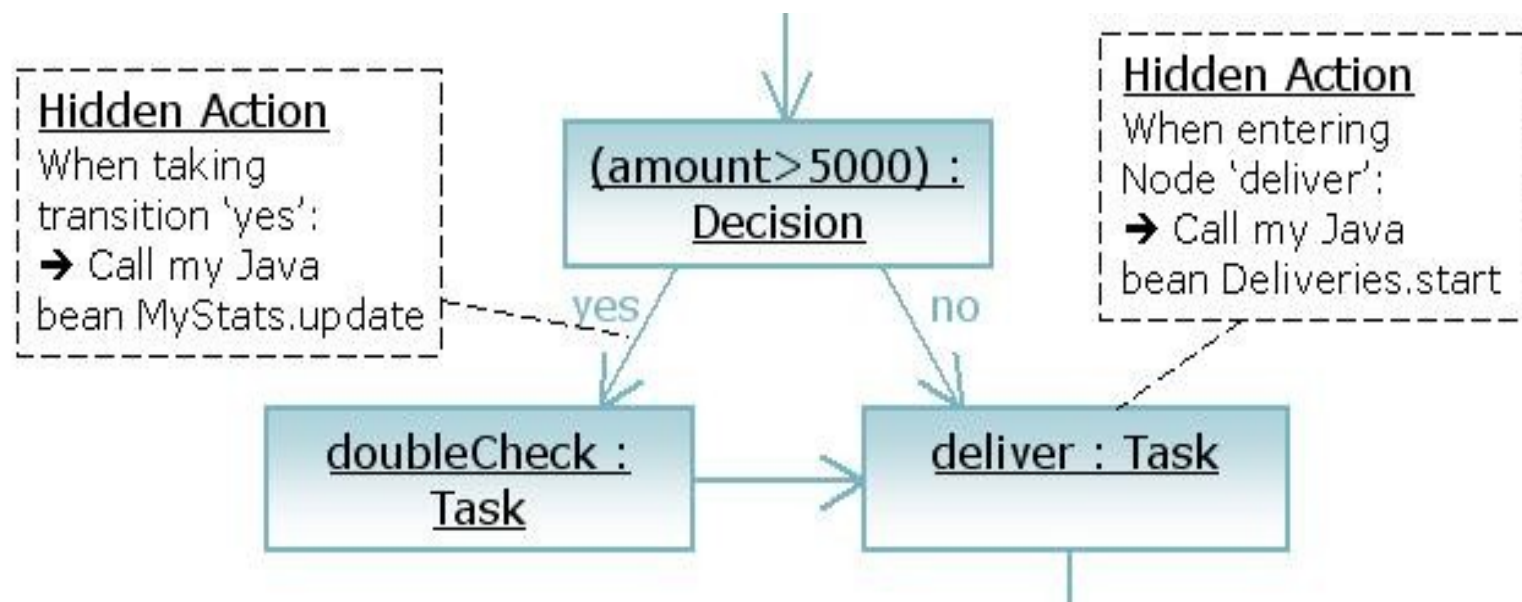 Hidden Action
When taking
transition ‘yes’:
➔ Call my Java
bean MyStats.update
(amount>5000) :
Decision
Hidden Action
When entering
Node ‘deliver’:
➔ Call my Java
bean Deliveries.start
yes
no
doubleCheck :
Task
deliver : Task